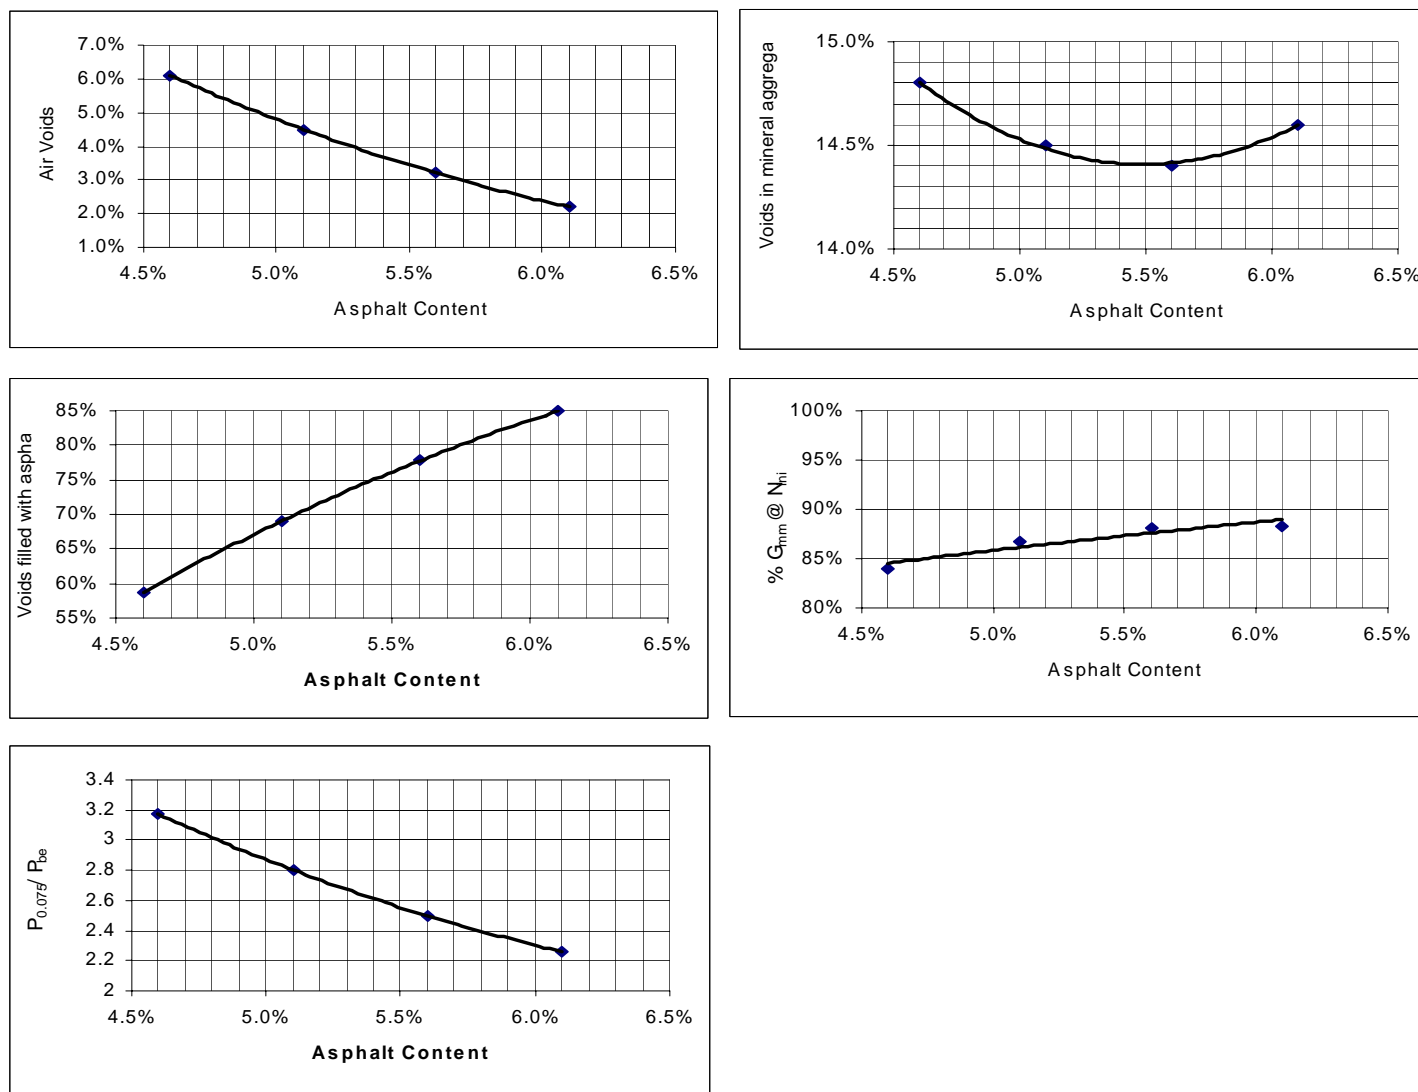 7.0%
6.0%
5.0%
4.0%
3.0%
2.0%
1.0%
Air Voids
4.5% 5.0% 5.5% 6.0% 6.5%
Asphalt Content
15.0%
14.5%
14.0%
Voids in mineral aggrega
4.5% 5.0% 5.5% 6.0% 6.5%
Asphalt Content
85%
80%
75%
70%
65%
60%
55%
Voids filled with aspha
4.5% 5.0% 5.5% 6.0% 6.5%
Asphalt Content
100%
95%
90%
85%
80%
% Gmm @ Nini
4.5% 5.0% 5.5% 6.0% 6.5%
Asphalt Content
3.4
3.2
3
2.8
2.6
2.4
2.2
2
P0.075/ Pbe
4.5% 5.0% 5.5% 6.0% 6.5%
Asphalt Content